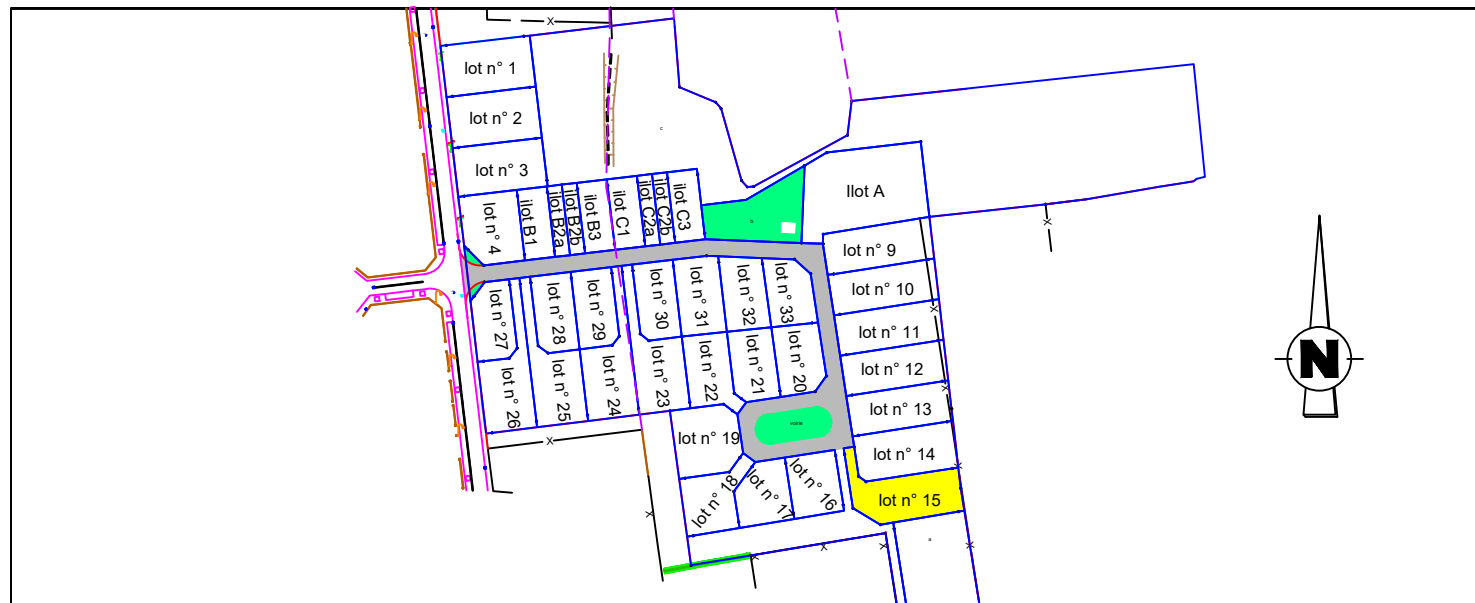 lot n° 1
lot n° 2
lot n° 3
lot n° 4
ilot B1
ilot B2a
ilot B2b
ilot B3
ilot C1
ilot C2a
ilot C2b
ilot C3
Ilot A
lot n° 9
lot n° 10
lot n° 11
lot n° 12
lot n° 13
lot n° 14
lot n° 15
lot n° 27
lot n° 28
lot n° 29
lot n° 30
lot n° 31
lot n° 32
lot n° 33
lot n° 26
lot n° 25
lot n° 24
lot n° 23
lot n° 22
lot n° 21
lot n° 20
lot n° 19
lot n° 18
lot n° 17
lot n° 16
voirie
N